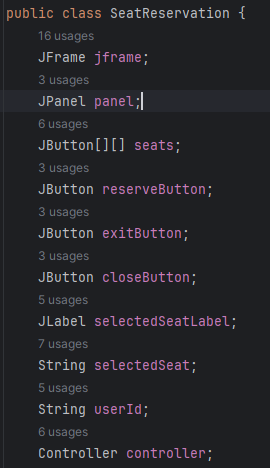 public class SeatReservation {
16 usages
JFrame jframe;
3 usages
JPanel panel;
6 usages
JButton[][] seats;
3 usages
JButton reserveButton;
3 usages
JButton exitButton;
3 usages
JButton closeButton;
5 usages
JLabel selectedSeatLabel;
7 usages
String selectedSeat;
5 usages
String userId;
6 usages
Controller controller;